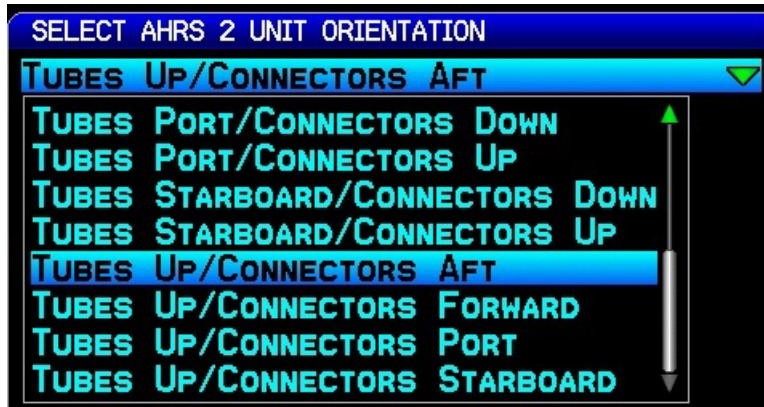 SELECT AHRS 2 UNIT ORIENTATION
TUBES UP/CONNECTORS AFT
TUBES PORT/CONNECTORS DOWN
TUBES PORT/CONNECTORS UP
TUBES STARBOARD/CONNECTORS DOWN
TUBES STARBOARD/CONNECTORS UP
TUBES UP/CONNECTORS AFT
TUBES UP/CONNECTORS FORWARD
TUBES UP/CONNECTORS PORT
TUBES UP/CONNECTORS STARBOARD